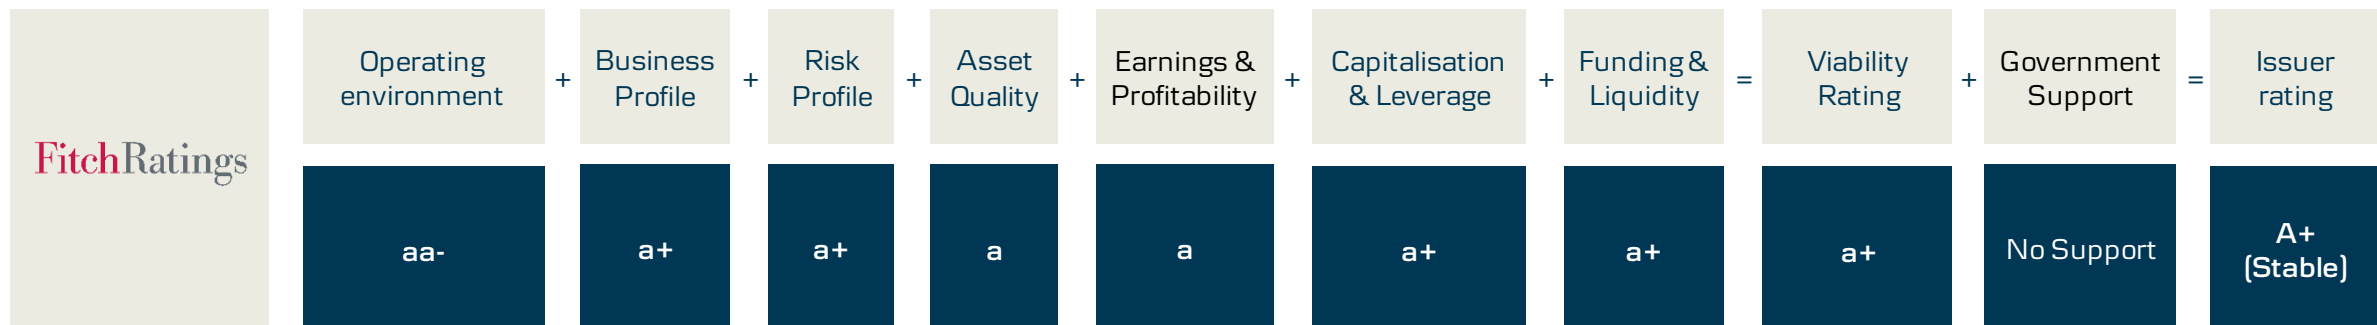 FitchRatings
Operating
environment
+
Business
Profile
+
Risk
Profile
+
Asset
Quality
+
Earnings &
Profitability
+
Capitalisation
& Leverage
+
Funding &
Liquidity
=
Viability
Rating
+
Government
Support
=
Issuer
rating
aa-
a+
a+
a
a
a+
a+
a+
No Support
A+
(Stable)